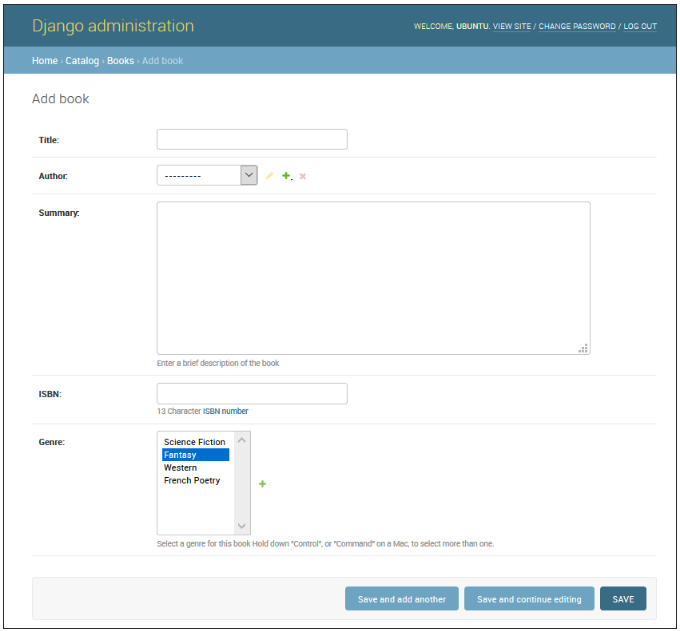 Django administration
WELCOME, UBUNTU. VIEW SITE / CHANGE PASSWORD / LOG OUT
Home › Catalog › Books › Add book
Add book
Title:
Author:
---------
Summary:
Enter a brief description of the book
ISBN:
13 Character ISBN number
Genre:
Science Fiction
Fantasy
Western
French Poetry
Select a genre for this book Hold down "Control", or "Command" on a Mac, to select more than one.
Save and add another
Save and continue editing
SAVE